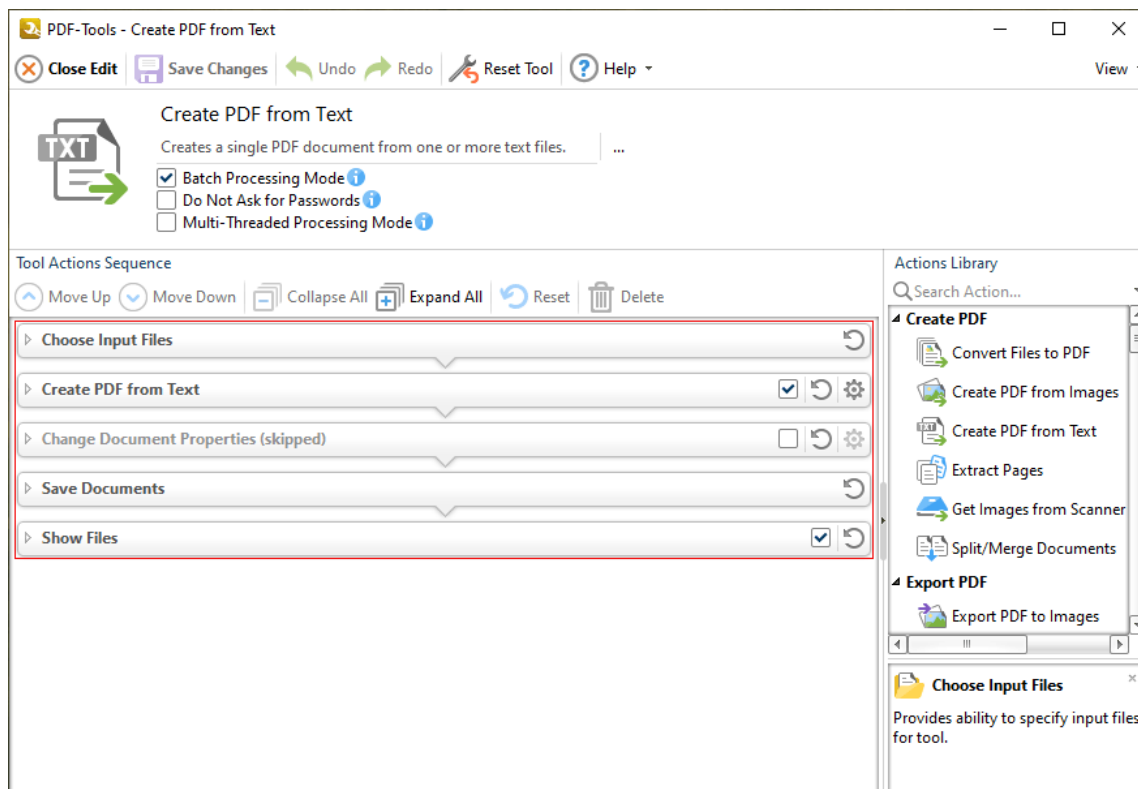 PDF-Tools - Create PDF from Text
Close Edit Save Changes Undo Redo Reset Tool Help View
Create PDF from Text
TXT
Creates a single PDF document from one or more text files. ...
Batch Processing Mode
Do Not Ask for Passwords
Multi-Threaded Processing Mode
Tool Actions Sequence
Move Up Move Down Collapse All Expand All Reset Delete
Choose Input Files
Create PDF from Text
Change Document Properties (skipped)
Save Documents
Show Files
Actions Library
Search Action...
Create PDF
Convert Files to PDF
Create PDF from Images
TXT Create PDF from Text
Extract Pages
Get Images from Scanner
Split/Merge Documents
Export PDF
Export PDF to Images
Choose Input Files
Provides ability to specify input files
for tool.